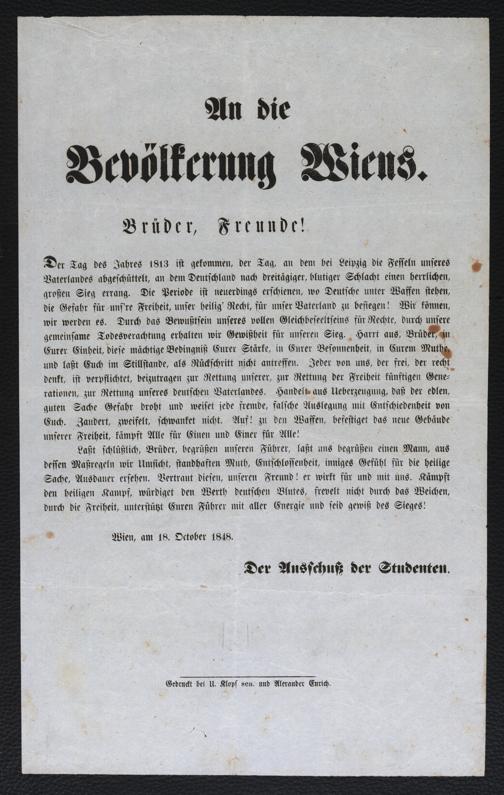 An die
Bevölkerung Wiens.
Brüder, Freunde!
Der Tag des Jahres 1813 ist gekommen, der Tag, an dem bei Leipzig die Fesseln unseres
Vaterlandes abgeschüttelt, an dem Deutschland nach dreitägiger, blutiger Schlacht einen herrlichen,
großen Sieg errang. Die Periode ist neuerdings erschienen, wo Deutsche unter Waffen stehen,
die Gefahr für uns're Freiheit, unser heilig' Recht, für unser Vaterland zu besiegen! Wir können,
wir werden es. Durch das Bewußtsein unseres vollen Gleichbeseeltseins für Rechte, durch unsere
gemeinsame Todesverachtung erhalten wir Gewißheit für unseren Sieg. Harrt aus, Brüder, in
Eurer Einheit, diese mächtige Bedingniß Eurer Stärke, in Eurer Besonnenheit, in Eurem Muthe,
und laßt Euch im Stillstande, als Rückschritt nicht antreffen. Jeder von uns, der frei, der recht
denkt, ist verpflichtet, beizutragen zur Rettung unserer, zur Rettung der Freiheit künftigen Gene-
rationen, zur Rettung unseres deutschen Vaterlandes. Handelt aus Ueberzeugung, daß der edlen,
guten Sache Gefahr droht und weiset jede fremde, falsche Auslegung mit Entschiedenheit von
Euch. Zaudert, zweifelt, schwanket nicht. Auf! zu den Waffen, befestiget das neue Gebäude
unserer Freiheit, kämpft Alle für Einen und Einer für Alle!
Laßt schlüßlich, Brüder, begrüßen unseren Führer, laßt uns begrüßen einen Mann, aus
dessen Maßregeln wir Umsicht, standhaften Muth, Entschlossenheit, inniges Gefühl für die heilige
Sache, Ausdauer ersehen. Vertraut diesen, unseren Freund! er wirkt für und mit uns. Kämpft
den heiligen Kampf, würdiget den Werth deutschen Blutes, frevelt nicht durch das Weichen,
durch die Freiheit, unterstützt Euren Führer mit aller Energie und seid gewiß des Sieges!
Wien, am 18. October 1848.
Der Ausschuß der Studenten.
Gedruckt bei U. Klopf sen. und Alexander Eurich.